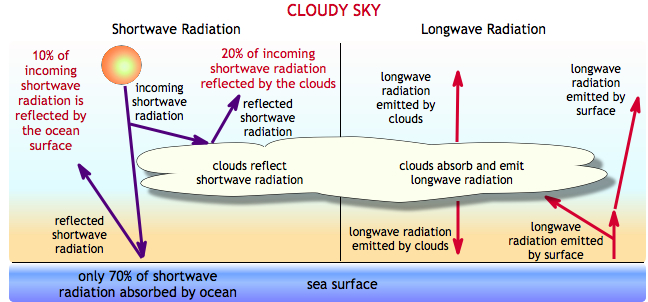 CLOUDY SKY
Shortwave Radiation
Longwave Radiation
10% of
incoming
shortwave
radiation is
reflected by
the ocean
surface
incoming
shortwave
radiation
20% of incoming
shortwave radiation
reflected by the clouds
reflected
shortwave
radiation
clouds reflect
shortwave radiation
reflected
shortwave
radiation
longwave
radiation
emitted by
clouds
longwave
radiation
emitted by
surface
clouds absorb and emit
longwave radiation
longwave radiation
emitted by clouds
longwave
radiation emitted
by surface
only 70% of shortwave
radiation absorbed by ocean
sea surface